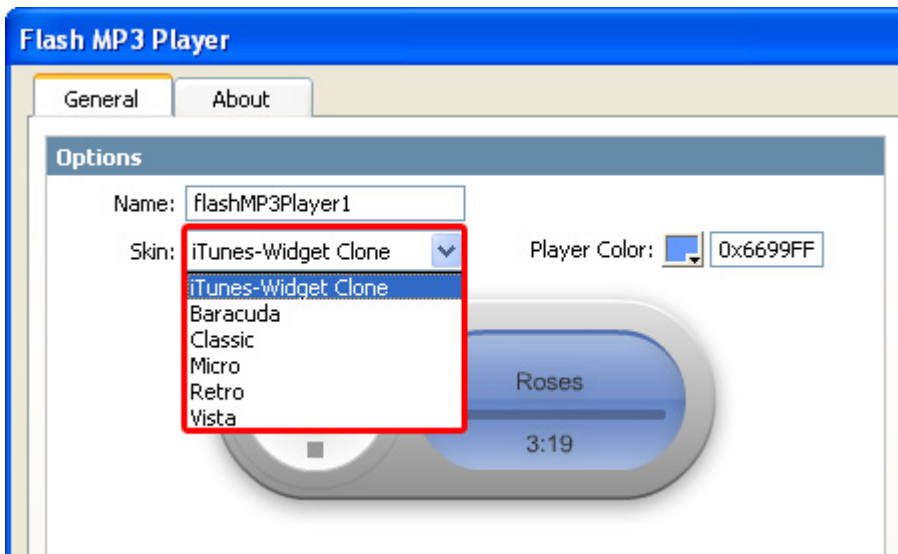 Flash MP3 Player
General About
Options
Name: flashMP3Player1
Skin: iTunes-Widget Clone Player Color: 0x6699FF
iTunes-Widget Clone
Baracuda
Classic
Micro
Retro
Vista
Roses
3:19